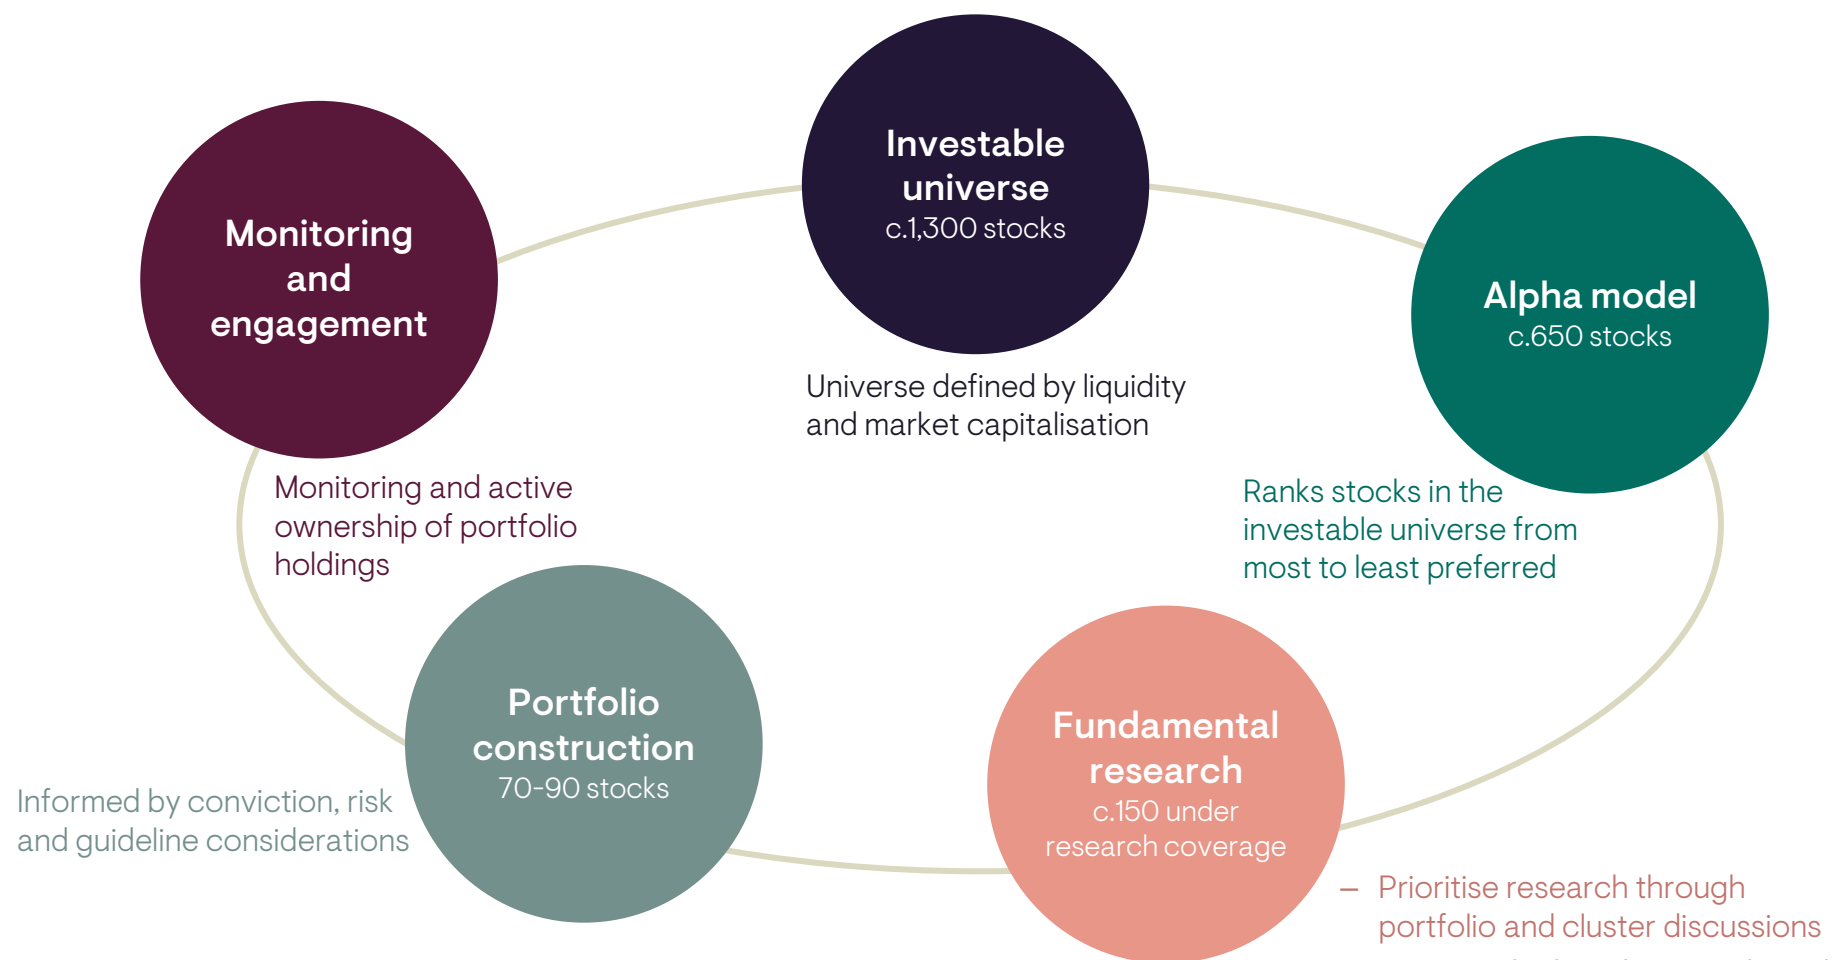 Investable
universe
c.1,300 stocks
Universe defined by liquidity
and market capitalisation
Alpha model
c.650 stocks
Ranks stocks in the
investable universe from
most to least preferred
Fundamental
research
c.150 under
research coverage
– Prioritise research through
portfolio and cluster discussions
Portfolio
construction
70-90 stocks
Informed by conviction, risk
and guideline considerations
Monitoring
and
engagement
Monitoring and active
ownership of portfolio
holdings